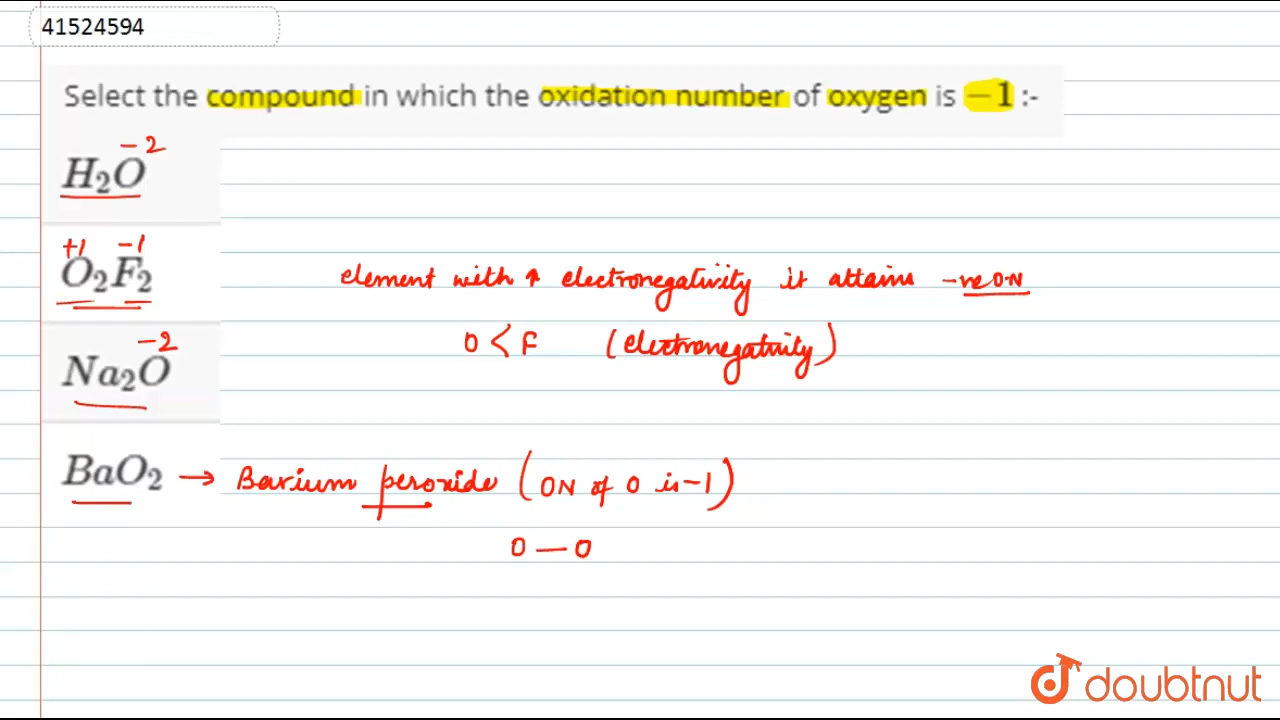 41524594
Select the compound in which the oxidation number of oxygen is −1 :-
−2
H₂O
+1 −1
O₂F₂
element with ↑ electronegativity it attains −ve O.N
O < F (electronegativity)
−2
Na₂O
BaO₂ → Barium peroxide (ON of O is −1)
O — O
doubtnut